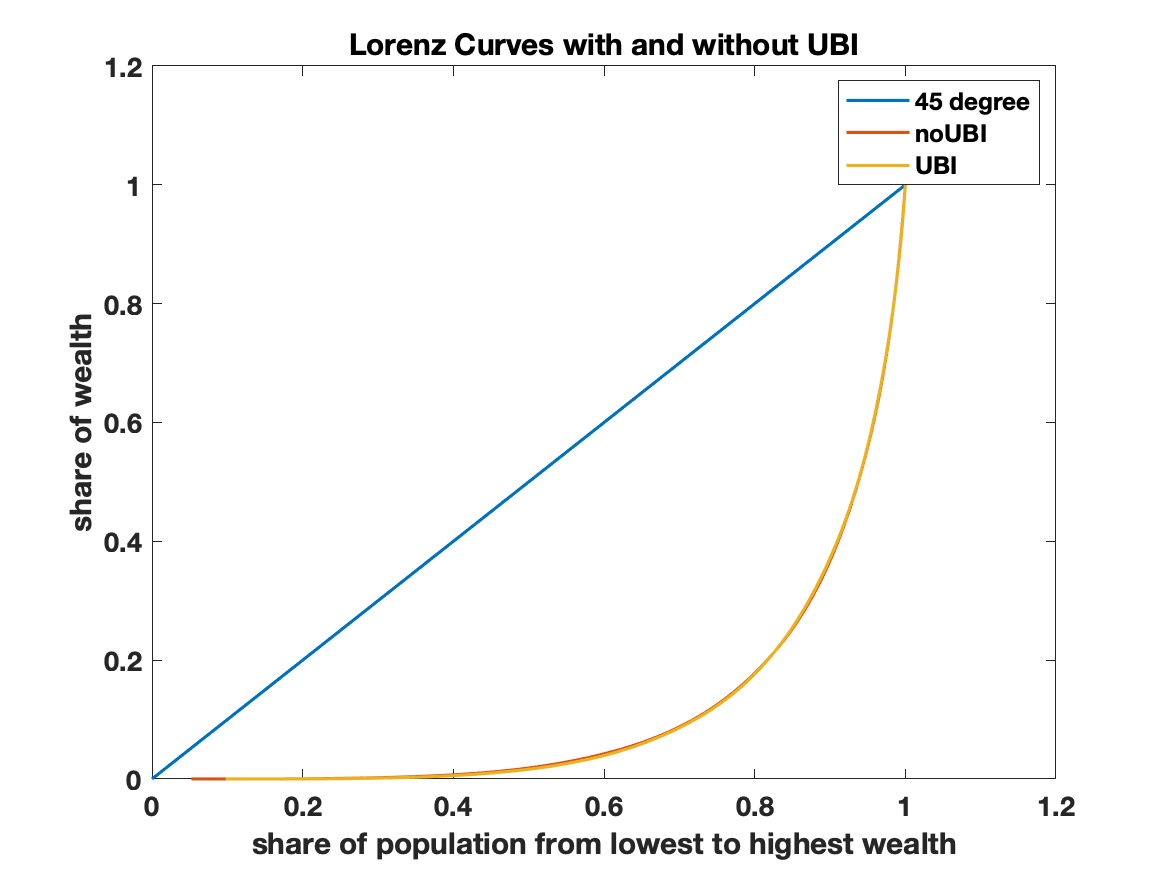 Lorenz Curves with and without UBI
1.2
1
0.8
0.6
0.4
0.2
0
share of wealth
45 degree
noUBI
UBI
0 0.2 0.4 0.6 0.8 1 1.2
share of population from lowest to highest wealth